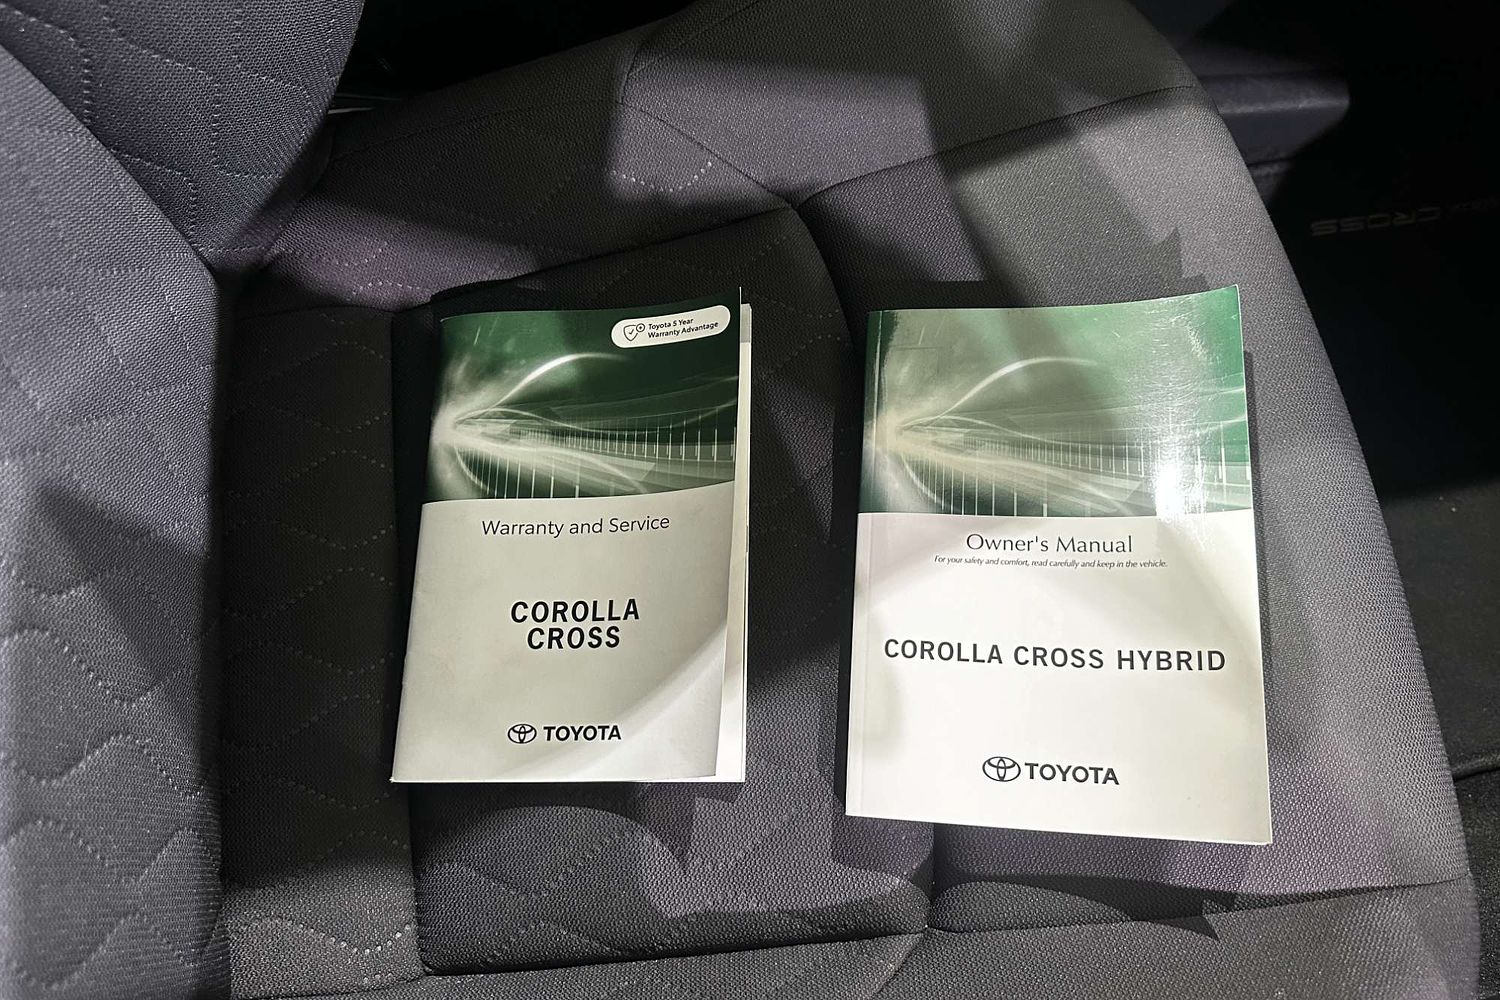 Toyota 5 Year
Warranty Advantage
Warranty and Service
COROLLA
CROSS
TOYOTA
Owner's Manual
For your safety and comfort, read carefully and keep in the vehicle.
COROLLA CROSS HYBRID
TOYOTA
CROSS